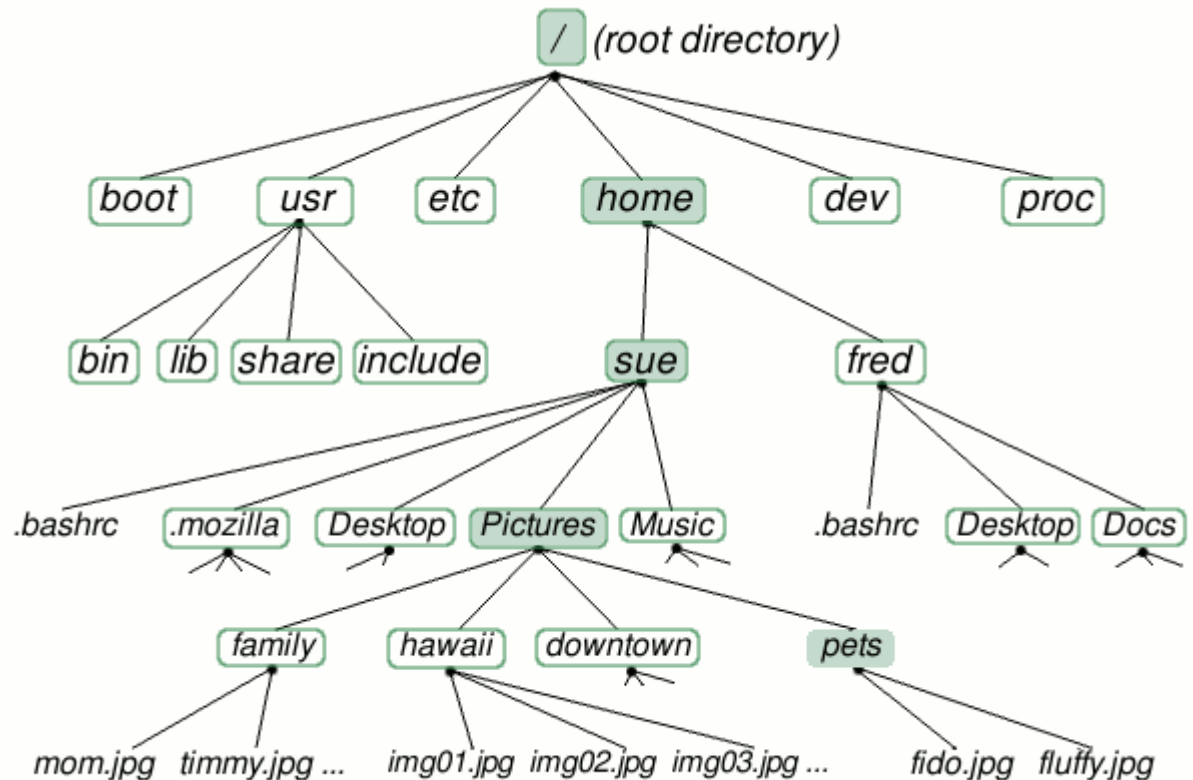 / (root directory)
boot usr etc home dev proc
bin lib share include sue fred
.bashrc .mozilla Desktop Pictures Music .bashrc Desktop Docs
family hawaii downtown pets
mom.jpg timmy.jpg ... img01.jpg img02.jpg img03.jpg ... fido.jpg fluffy.jpg